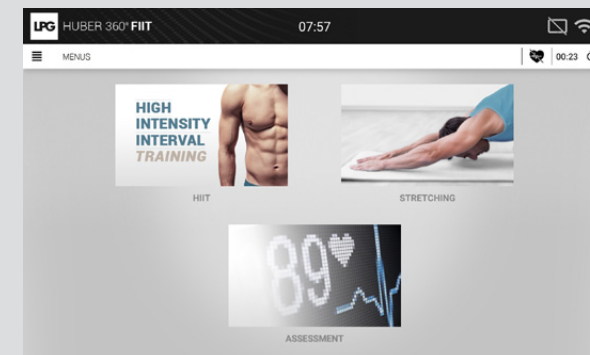 LPG HUBER 360° FIIT 07:57
MENUS 00:23
HIGH
INTENSITY
INTERVAL
TRAINING
HIIT
STRETCHING
89
ASSESSMENT